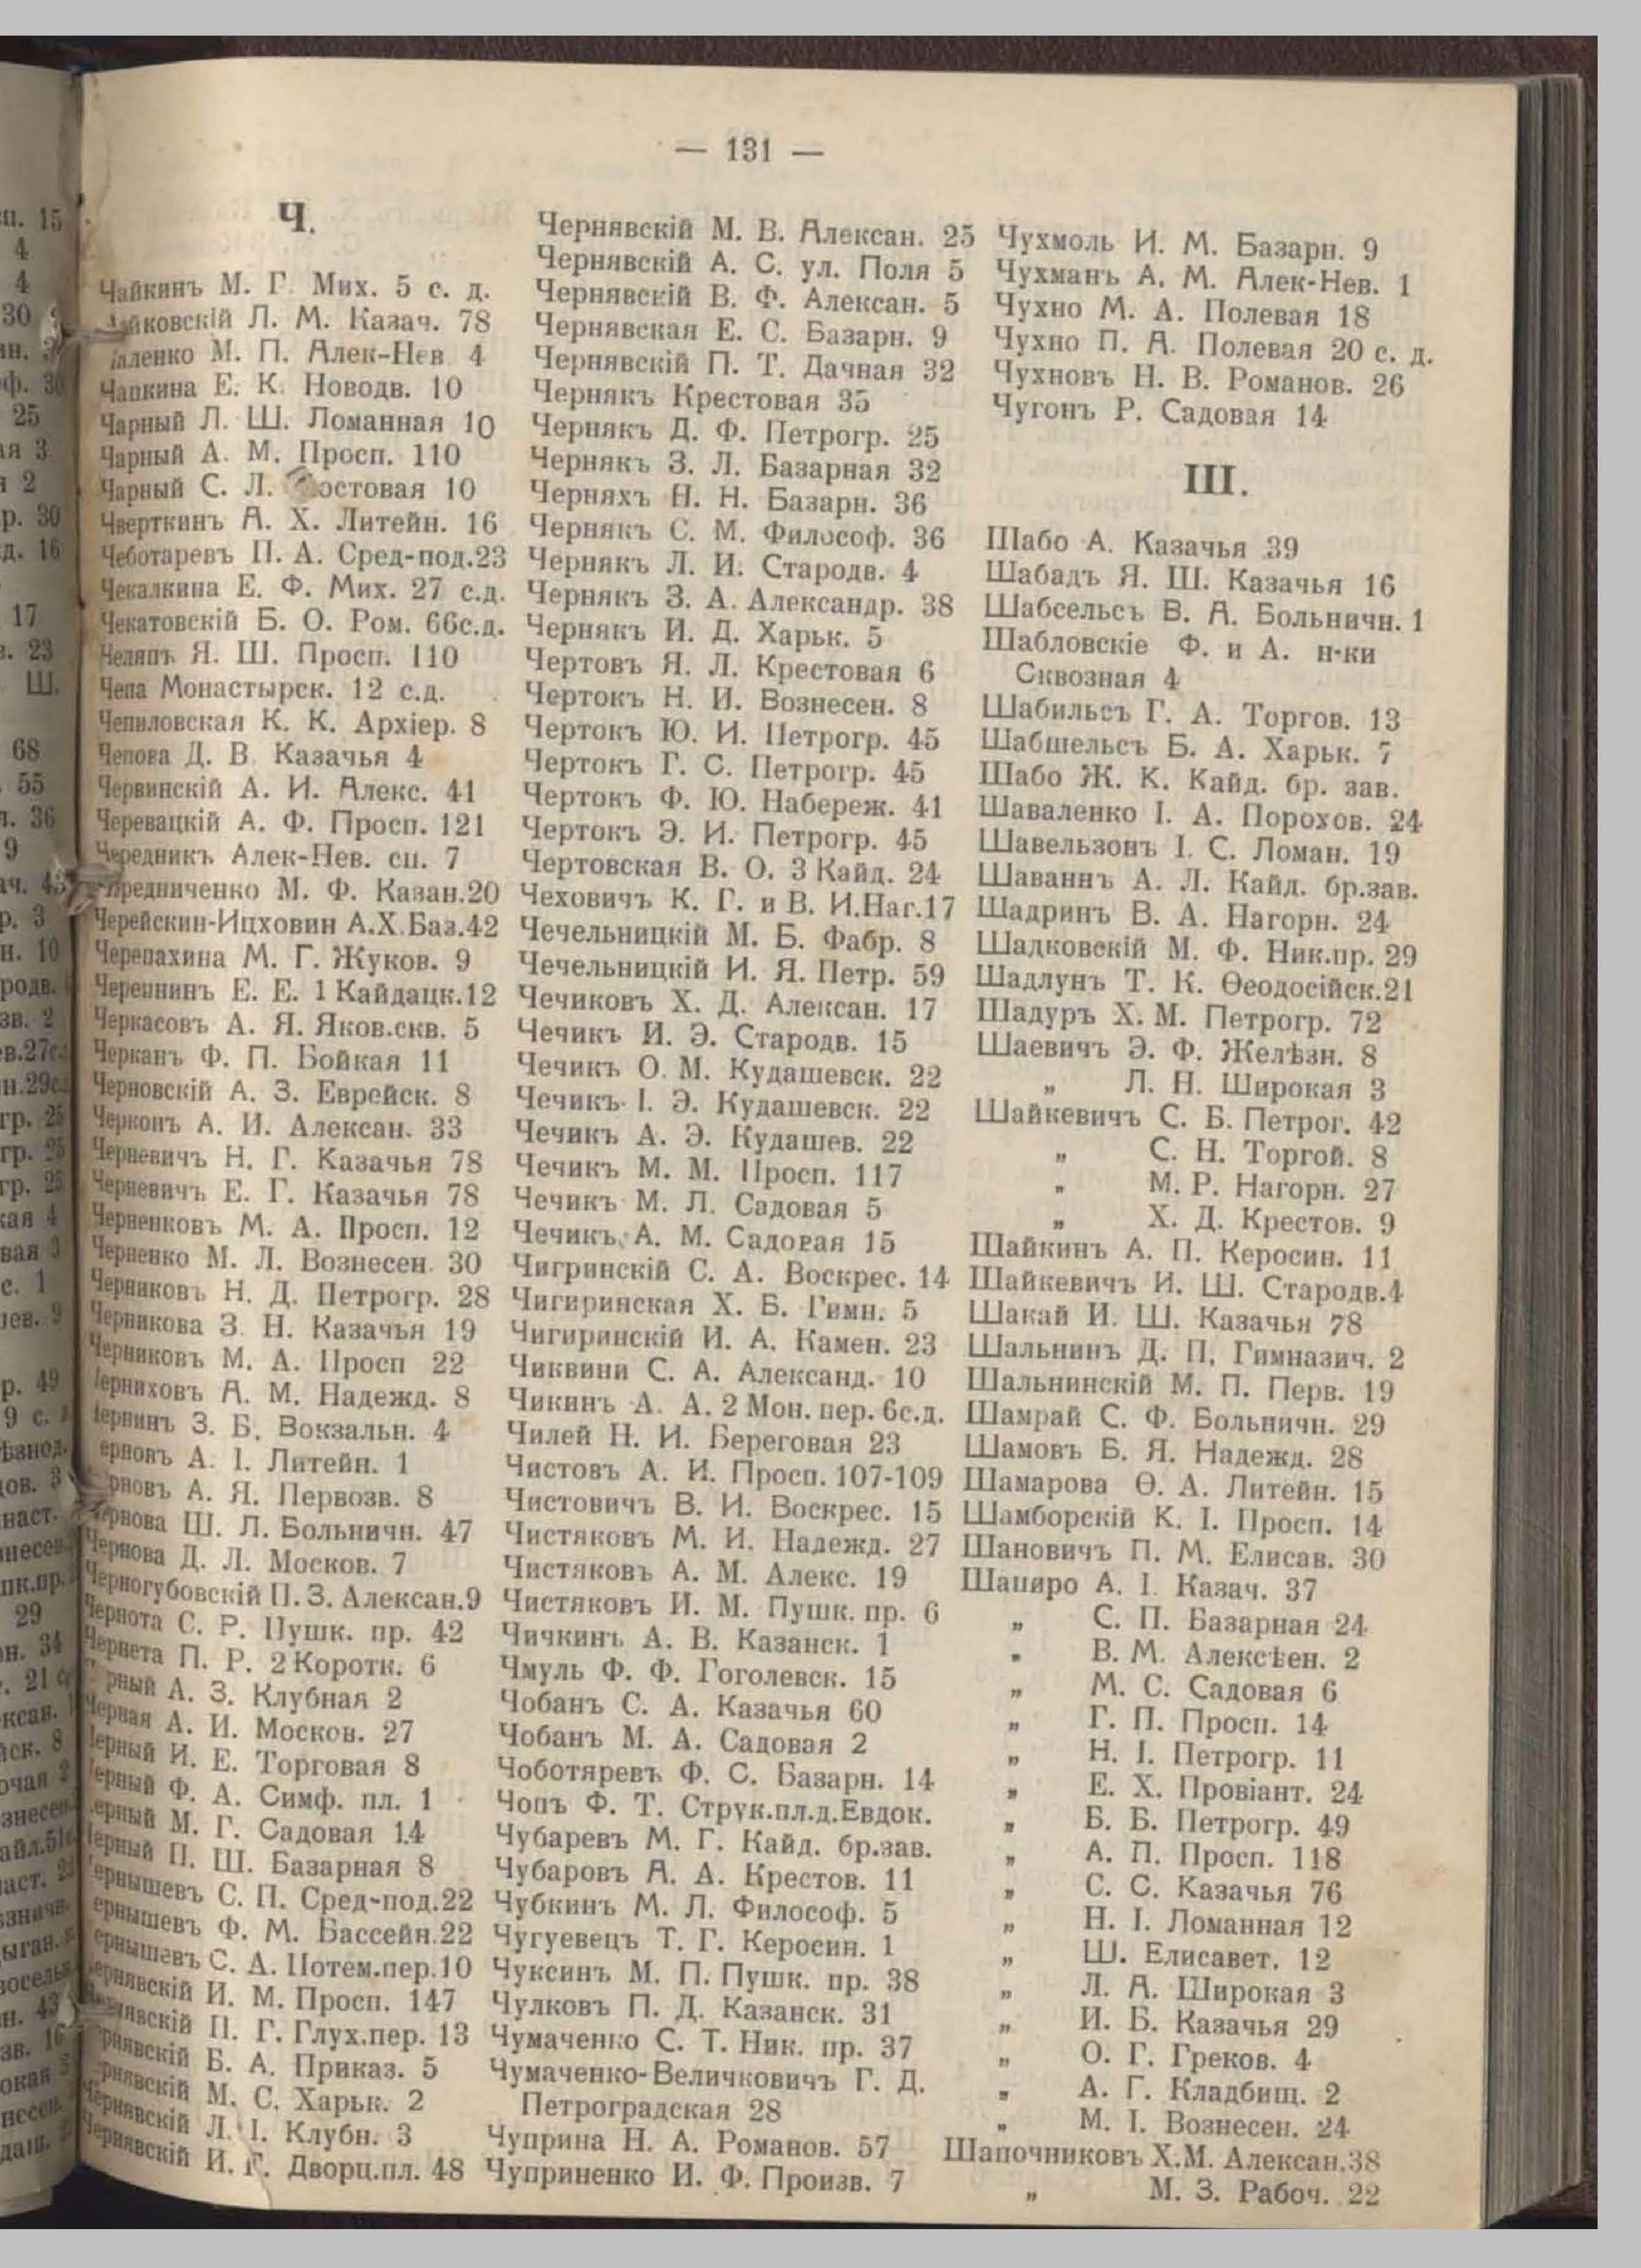 — 131 —
Ч.
Чайкинъ М. Г. Мих. 5 с. д.
Л. М. Казач. 78
М. П. Алек-Нев. 4
Чапкина Е. К. Новодв. 10
Чарный Л. Ш. Ломанная 10
Чарный А. М. Просп. 110
Чарный С. Л. 10
Чверткинъ А. Х. Литейн. 16
Чеботаревъ П. А. Сред-под.23
Чекалкина Е. Ф. Мих. 27 с.д.
Чекатовскій Б. О. Ром. 66с.д.
Челяпъ Я. Ш. Просп. 110
Чепа Монастырск. 12 с.д.
Чепиловская К. К. Архіер. 8
Чепова Д. В. Казачья 4
Червинскій А. И. Алекс. 41
Черевацкій А. Ф. Просп. 121
Чередникъ Алек-Нев. сп. 7
М. Ф. Казан.20
Черейскин-Ицховин А.Х.Баз.42
Черепахина М. Г. Жуков. 9
Черепнинъ Е. Е. 1 Кайдацк.12
Черкасовъ А. Я. Яков.скв. 5
Черканъ Ф. П. Бойкая 11
Черновскій А. З. Еврейск. 8
Черконъ А. И. Алексан. 33
Черневичъ Н. Г. Казачья 78
Черневичъ Е. Г. Казачья 78
Черненковъ М. А. Просп. 12
Черненко М. Л. Вознесен. 30
Черниковъ Н. Д. Петрогр. 28
Черникова З. Н. Казачья 19
Черниковъ М. А. Просп 22
А. М. Надежд. 8
З. Б. Вокзальн. 4
А. І. Литейн. 1
А. Я. Первозв. 8
Ш. Л. Больничн. 47
Чернова Д. Л. Москов. 7
Черногубовскій П. З. Алексан.9
Чернота С. Р. Пушк. пр. 42
Чернета П. Р. 2 Коротк. 6
А. З. Клубная 2
А. И. Москов. 27
И. Е. Торговая 8
Ф. А. Симф. пл. 1
М. Г. Садовая 14
П. Ш. Базарная 8
С. П. Сред-под.22
Ф. М. Бассейн.22
С. А. Потем.пер.10
И. М. Просп. 147
П. Г. Глух.пер. 13
Б. А. Приказ. 5
М. С. Харьк. 2
Л. І. Клубн. 3
И. Г. Дворц.пл. 48
Чернявскій М. В. Алексан. 25
Чернявскій А. С. ул. Поля 5
Чернявскій В. Ф. Алексан. 5
Чернявская Е. С. Базарн. 9
Чернявскій П. Т. Дачная 32
Чернякъ Крестовая 35
Чернякъ Д. Ф. Петрогр. 25
Чернякъ З. Л. Базарная 32
Черняхъ Н. Н. Базарн. 36
Чернякъ С. М. Философ. 36
Чернякъ Л. И. Стародв. 4
Чернякъ З. А. Александр. 38
Чернякъ И. Д. Харьк. 5
Чертовъ Я. Л. Крестовая 6
Чертокъ Н. И. Вознесен. 8
Чертокъ Ю. И. Петрогр. 45
Чертокъ Г. С. Петрогр. 45
Чертокъ Ф. Ю. Набереж. 41
Чертокъ Э. И. Петрогр. 45
Чертовская В. О. 3 Кайд. 24
Чеховичъ К. Г. и В. И.Наг.17
Чечельницкій М. Б. Фабр. 8
Чечельницкій И. Я. Петр. 59
Чечиковъ Х. Д. Алексан. 17
Чечикъ И. Э. Стародв. 15
Чечикъ О. М. Кудашевск. 22
Чечикъ І. Э. Кудашевск. 22
Чечикъ А. Э. Кудашев. 22
Чечикъ М. М. Просп. 117
Чечикъ М. Л. Садовая 5
Чечикъ А. М. Садовая 15
Чигринскій С. А. Воскрес. 14
Чигиринская Х. Б. Гимн. 5
Чигиринскій И. А. Камен. 23
Чиквини С. А. Александ. 10
Чикинъ А. А. 2 Мон. пер. 6с.д.
Чилей Н. И. Береговая 23
Чистовъ А. И. Просп. 107-109
Чистовичъ В. И. Воскрес. 15
Чистяковъ М. И. Надежд. 27
Чистяковъ А. М. Алекс. 19
Чистяковъ И. М. Пушк. пр. 6
Чичкинъ А. В. Казанск. 1
Чмуль Ф. Ф. Гоголевск. 15
Чобанъ С. А. Казачья 60
Чобанъ М. А. Садовая 2
Чоботяревъ Ф. С. Базарн. 14
Чопъ Ф. Т. Струк.пл.д.Евдок.
Чубаревъ М. Г. Кайд. бр.зав.
Чубаровъ А. А. Крестов. 11
Чубкинъ М. Л. Философ. 5
Чугуевецъ Т. Г. Керосин. 1
Чуксинъ М. П. Пушк. пр. 38
Чулковъ П. Д. Казанск. 31
Чумаченко С. Т. Ник. пр. 37
Чумаченко-Величковичъ Г. Д.
Петроградская 28
Чуприна Н. А. Романов. 57
Чуприненко И. Ф. Произв. 7
Чухмоль И. М. Базарн. 9
Чухманъ А. М. Алек-Нев. 1
Чухно М. А. Полевая 18
Чухно П. А. Полевая 20 с. д.
Чухновъ Н. В. Романов. 26
Чугонъ Р. Садовая 14
Ш.
Шабо А. Казачья 39
Шабадъ Я. Ш. Казачья 16
Шабсельсъ В. А. Больничн. 1
Шабловскіе Ф. и А. н-ки
Сквозная 4
Шабильсъ Г. А. Торгов. 13
Шабшельсъ Б. А. Харьк. 7
Шабо Ж. К. Кайд. бр. зав.
Шаваленко І. А. Порохов. 24
Шавельзонъ І. С. Ломан. 19
Шаваннъ А. Л. Кайд. бр.зав.
Шадринъ В. А. Нагорн. 24
Шадковскій М. Ф. Ник.пр. 29
Шадлунъ Т. К. Ѳеодосійск.21
Шадуръ Х. М. Петрогр. 72
Шаевичъ Э. Ф. Желѣзн. 8
„ Л. Н. Широкая 3
Шайкевичъ С. Б. Петрог. 42
„ С. Н. Торгой. 8
„ М. Р. Нагорн. 27
„ Х. Д. Крестов. 9
Шайкинъ А. П. Керосин. 11
Шайкевичъ И. Ш. Стародв.4
Шакай И. Ш. Казачья 78
Шальнинъ Д. П. Гимназич. 2
Шальнинскій М. П. Перв. 19
Шамрай С. Ф. Больничн. 29
Шамовъ Б. Я. Надежд. 28
Шамарова Ѳ. А. Литейн. 15
Шамборскій К. І. Просп. 14
Шановичъ П. М. Елисав. 30
Шапиро А. І. Казач. 37
„ С. П. Базарная 24
„ В. М. Алексѣен. 2
„ М. С. Садовая 6
„ Г. П. Просп. 14
„ Н. І. Петрогр. 11
„ Е. Х. Провіант. 24
„ Б. Б. Петрогр. 49
„ А. П. Просп. 118
„ С. С. Казачья 76
„ Н. І. Ломанная 12
„ Ш. Елисавет. 12
„ Л. А. Широкая 3
„ И. Б. Казачья 29
„ О. Г. Греков. 4
„ А. Г. Кладбищ. 2
„ М. І. Вознесен. 24
Шапочниковъ Х.М. Алексан.38
„ М. З. Рабоч. 22